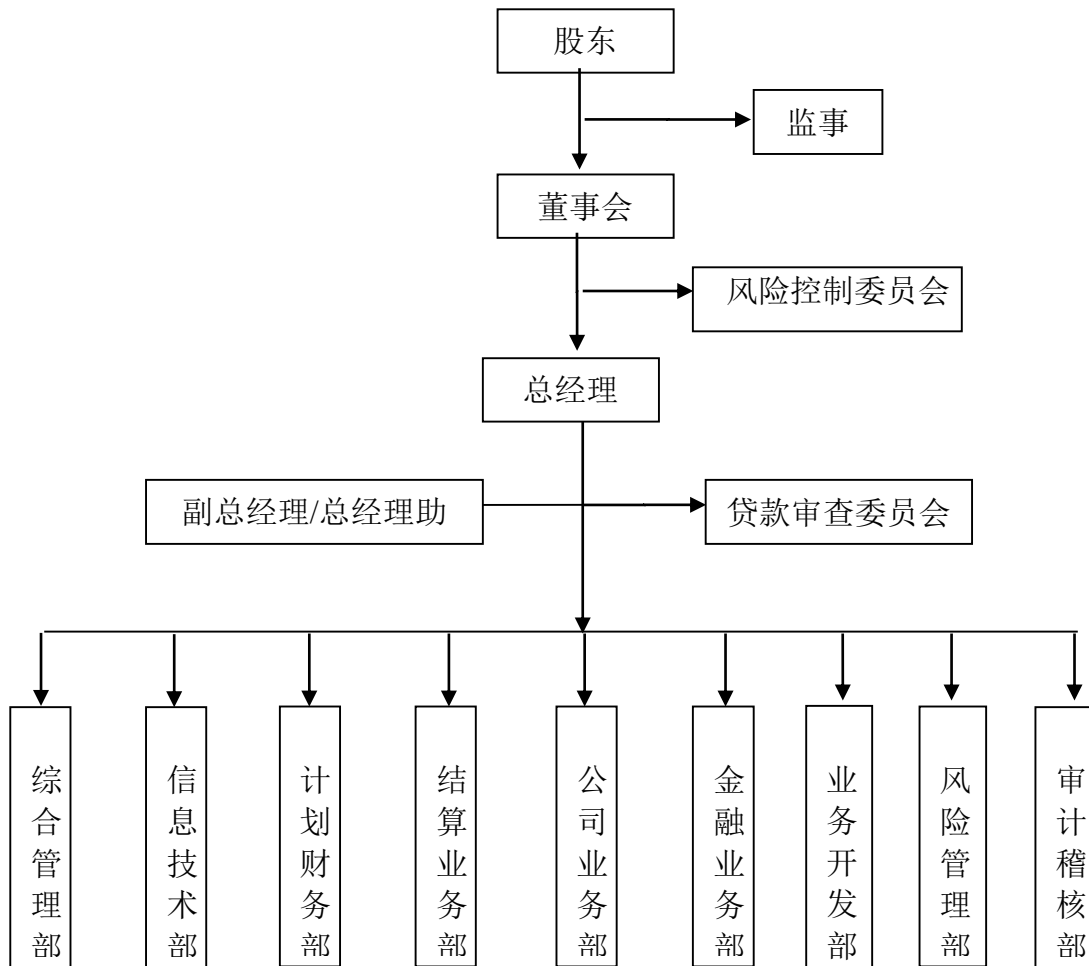 股东
监事
董事会
风险控制委员会
总经理
副总经理/总经理助
贷款审查委员会
综合管理部
信息技术部
计划财务部
结算业务部
公司业务部
金融业务部
业务开发部
风险管理部
审计稽核部